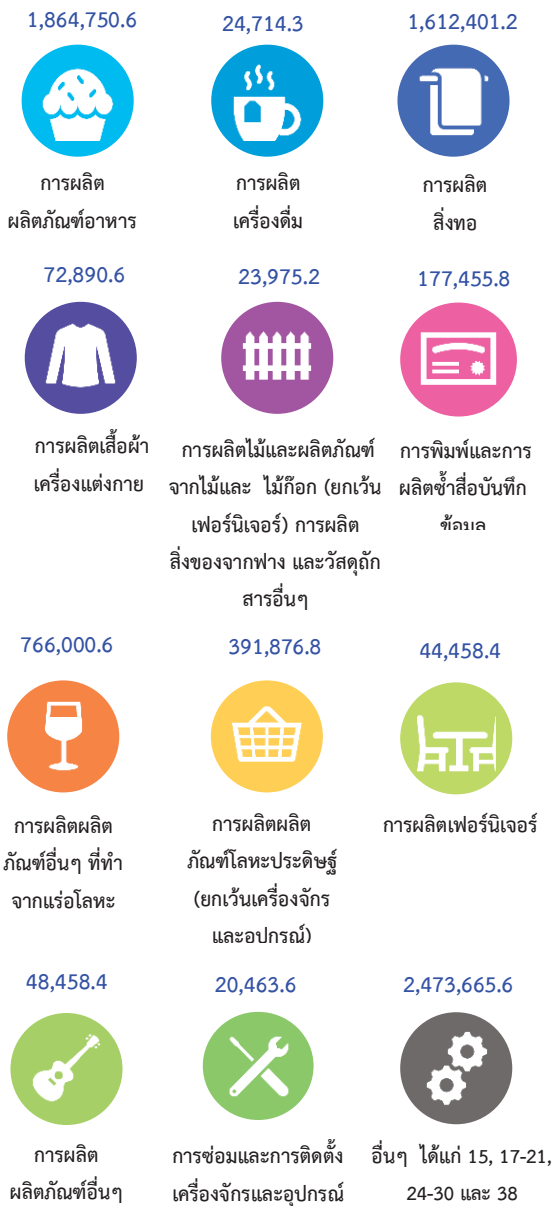 1,864,750.6
การผลิต
ผลิตภัณฑ์อาหาร
24,714.3
การผลิต
เครื่องดื่ม
1,612,401.2
การผลิต
สิ่งทอ
72,890.6
การผลิตเสื้อผ้า
เครื่องแต่งกาย
23,975.2
การผลิตไม้และผลิตภัณฑ์
จากไม้และ ไม้ก๊อก (ยกเว้น
เฟอร์นิเจอร์) การผลิต
สิ่งของจากฟาง และวัสดุถัก
สารอื่นๆ
177,455.8
การพิมพ์และการ
ผลิตซ้ำสื่อบันทึก
ข้อมูล
766,000.6
การผลิตผลิต
ภัณฑ์อื่นๆ ที่ทำ
จากแร่อโลหะ
391,876.8
การผลิตผลิต
ภัณฑ์โลหะประดิษฐ์
(ยกเว้นเครื่องจักร
และอุปกรณ์)
44,458.4
การผลิตเฟอร์นิเจอร์
48,458.4
การผลิต
ผลิตภัณฑ์อื่นๆ
20,463.6
การซ่อมและการติดตั้ง
เครื่องจักรและอุปกรณ์
2,473,665.6
อื่นๆ ได้แก่ 15, 17-21,
24-30 และ 38